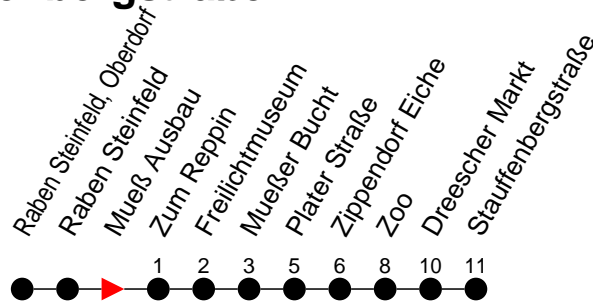 Raben Steinfeld, Oberdorf
Raben Steinfeld
Mueß Ausbau
Zum Reppin
Freilichtmuseum
Mueßer Bucht
Plater Straße
Zippendorf Eiche
Zoo
Dreescher Markt
Stauffenbergstraße
1 2 3 5 6 8 10 11